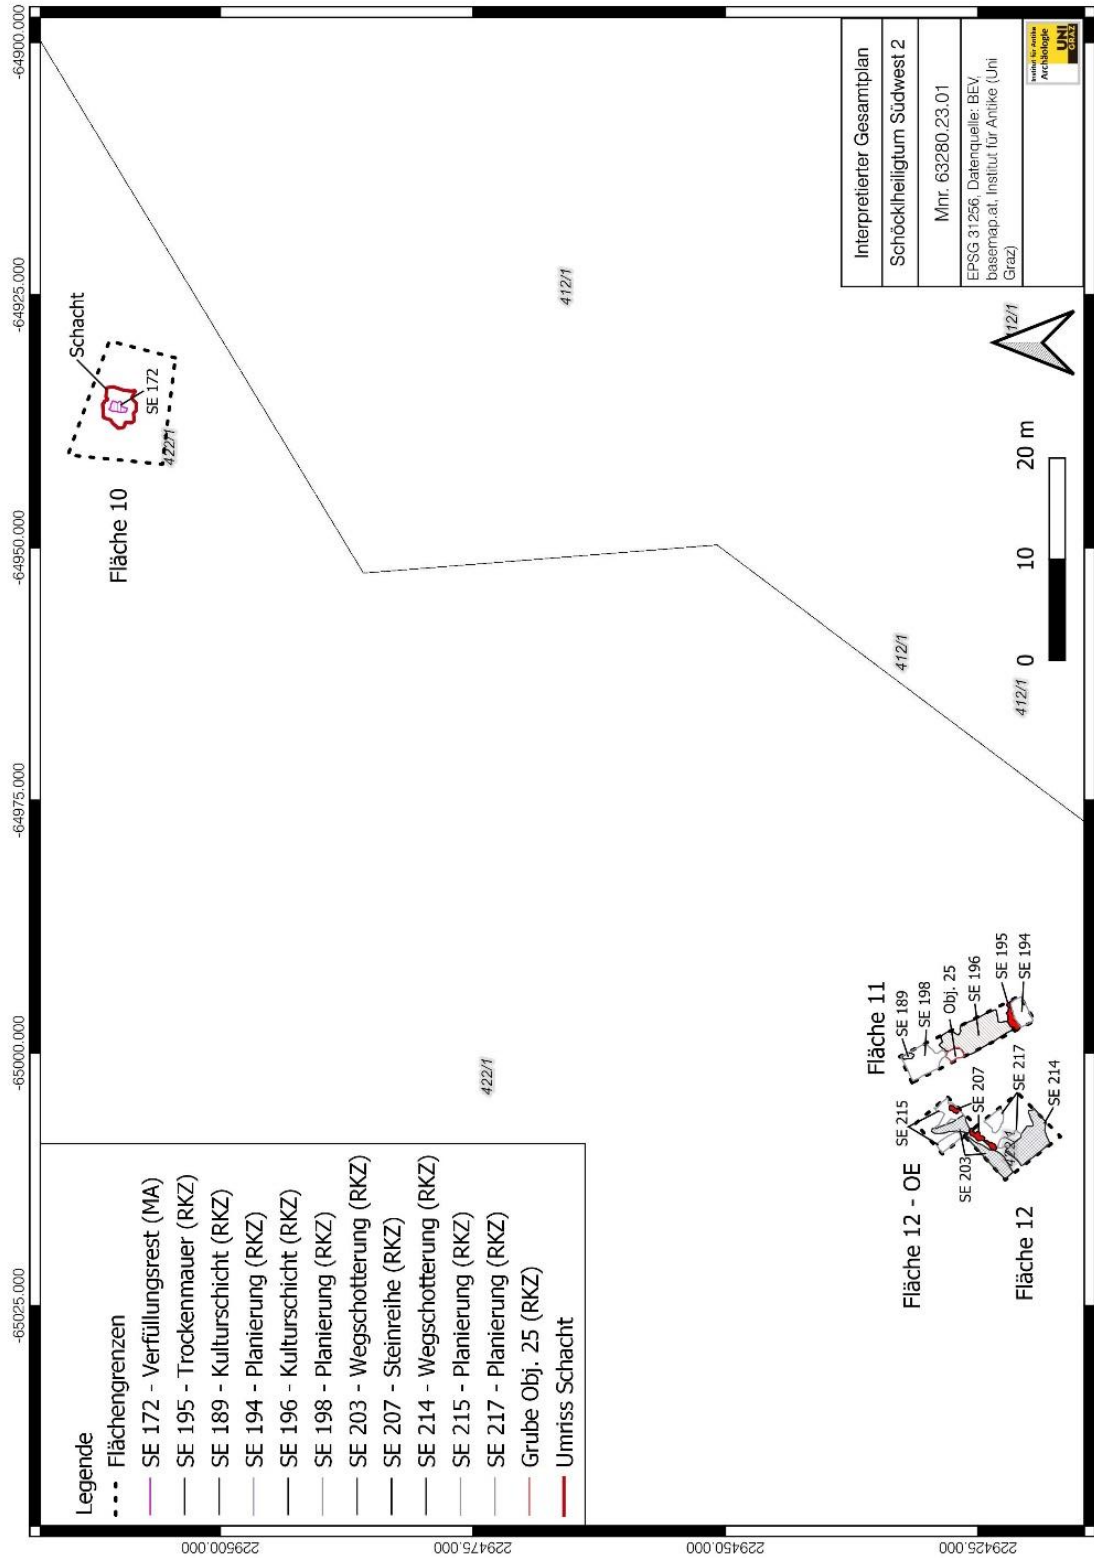 -65025.000
-65000.000
-64975.000
-64950.000
-64925.000
-64900.000
229500.000
229475.000
229450.000
229425.000
Legende
Flächengrenzen
SE 172 - Verfüllungsrest (MA)
SE 195 - Trockenmauer (RKZ)
SE 189 - Kulturschicht (RKZ)
SE 194 - Planierung (RKZ)
SE 196 - Kulturschicht (RKZ)
SE 198 - Planierung (RKZ)
SE 203 - Wegschotterung (RKZ)
SE 207 - Steinreihe (RKZ)
SE 214 - Wegschotterung (RKZ)
SE 215 - Planierung (RKZ)
SE 217 - Planierung (RKZ)
Grube Obj. 25 (RKZ)
Umriss Schacht
Fläche 10
Schacht
SE 172
422/1
422/1
412/1
412/1
412/1
412/1
Fläche 11
SE 189
SE 198
Obj. 25
SE 196
SE 195
SE 194
Fläche 12 - OE
SE 215
SE 203
SE 207
SE 217
SE 214
422/1
Fläche 12
0
10
20 m
Interpretierter Gesamtplan
Schöcklheiligtum Südwest 2
Mnr. 63280.23.01
EPSG 31256, Datenquelle: BEV,
basemap.at, Institut für Antike (Uni
Graz)
Institut für Antike
Archäologie
UNI
GRAZ